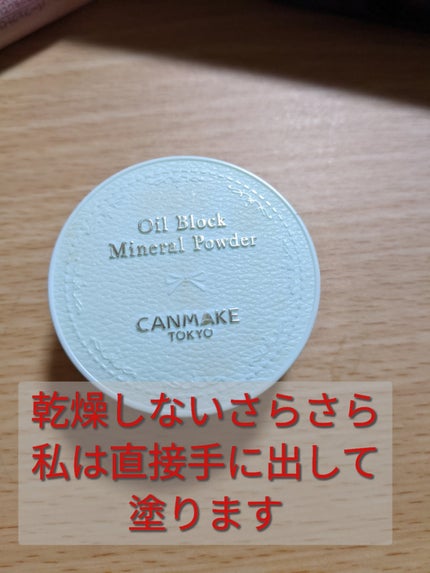 Oil Block
Mineral Powder
CANMAKE
TOKYO
乾燥しないさらさら
私は直接手に出して
塗ります